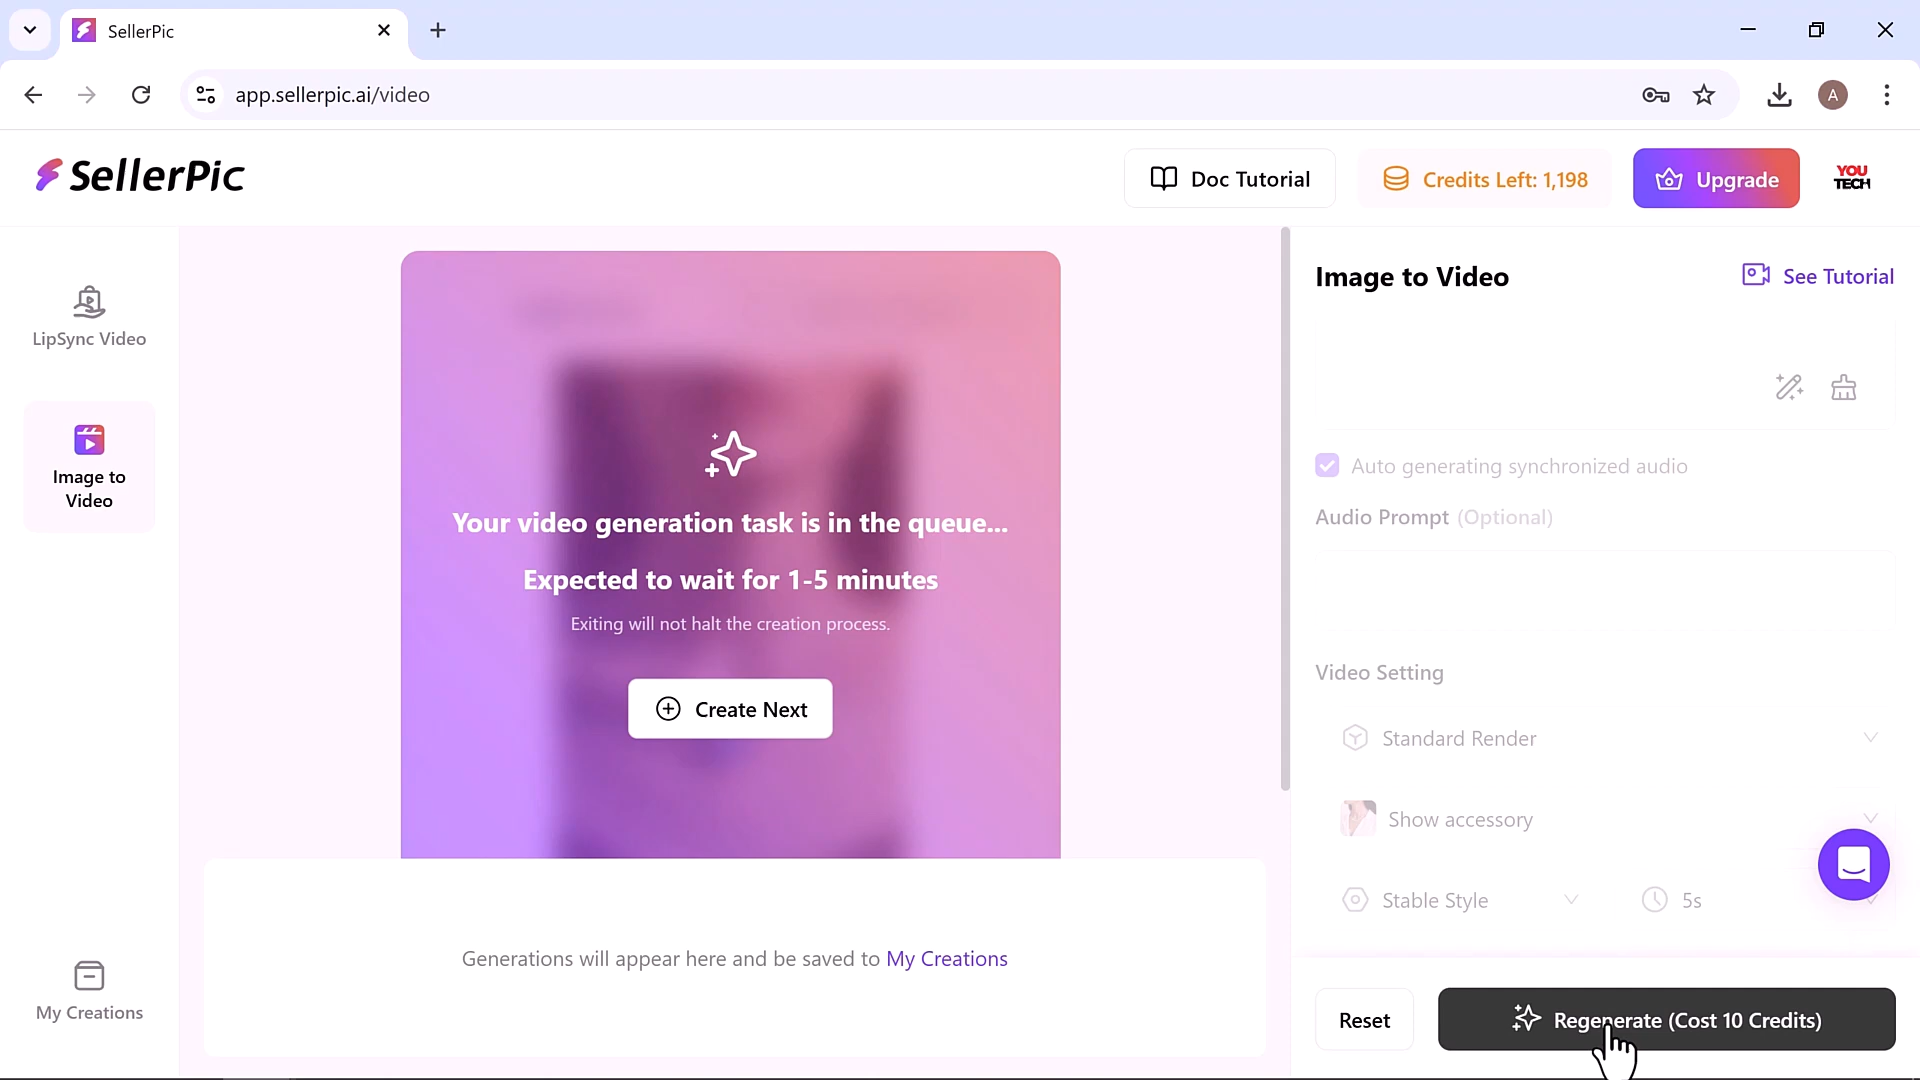 SellerPic
app.sellerpic.ai/video
A
SellerPic
Doc Tutorial
Credits Left: 1,198
Upgrade
YOU
TECH
LipSync Video
Image to
Video
My Creations
Your video generation task is in the queue...
Expected to wait for 1-5 minutes
Exiting will not halt the creation process.
Create Next
Generations will appear here and be saved to My Creations
Image to Video
See Tutorial
Auto generating synchronized audio
Audio Prompt (Optional)
Video Setting
Standard Render
Show accessory
Stable Style
5s
Reset
Regenerate (Cost 10 Credits)